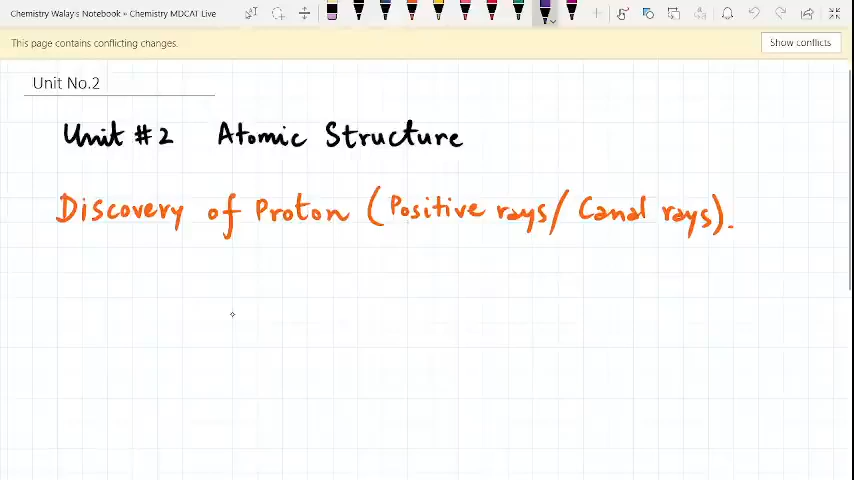 Chemistry Walay's Notebook » Chemistry MDCAT Live
This page contains conflicting changes.
Show conflicts
Unit No.2
Unit #2 Atomic Structure
Discovery of Proton (Positive rays/ Canal rays).